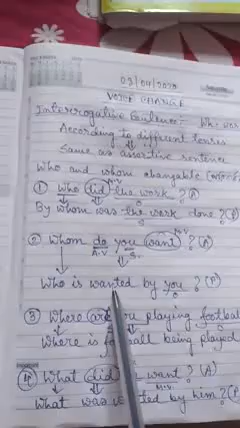 03/04/2020
VOICE CHANGE
Interrogative Sentence:- Wh-
According to different tenses
Same as assertive sentence
Who and whom changeable
① Who did the work? (A)
By whom was the work done? (P)
② Whom do you want? (A)
A.V. S.
Who is wanted by you? (P)
③ Where are you playing football
Where is football being played
④ What did want? (A)
M.V.
What was wanted by him? (P)